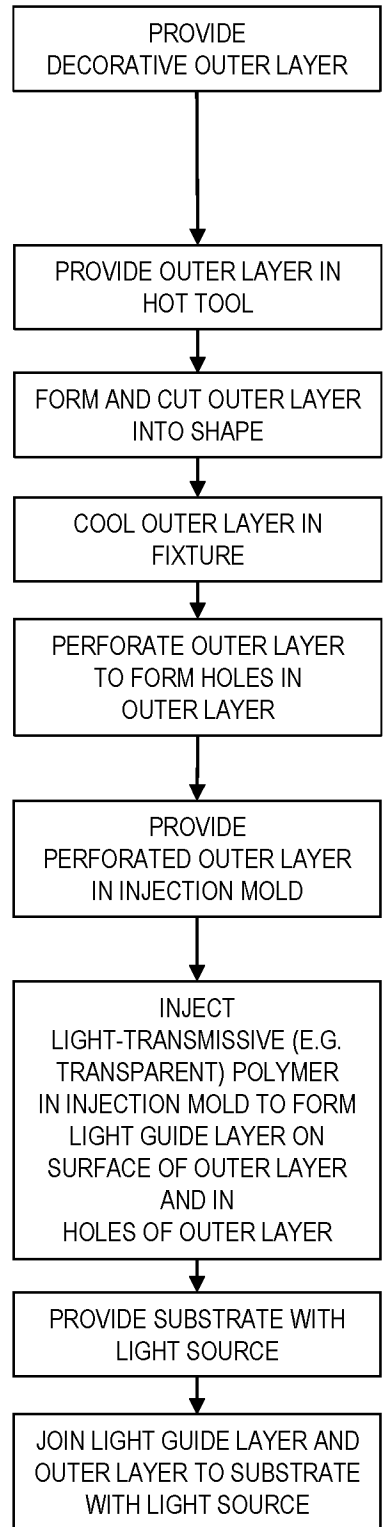 PROVIDE
DECORATIVE OUTER LAYER
PROVIDE OUTER LAYER IN
HOT TOOL
FORM AND CUT OUTER LAYER
INTO SHAPE
COOL OUTER LAYER IN
FIXTURE
PERFORATE OUTER LAYER
TO FORM HOLES IN
OUTER LAYER
PROVIDE
PERFORATED OUTER LAYER
IN INJECTION MOLD
INJECT
LIGHT-TRANSMISSIVE (E.G.
TRANSPARENT) POLYMER
IN INJECTION MOLD TO FORM
LIGHT GUIDE LAYER ON
SURFACE OF OUTER LAYER
AND IN
HOLES OF OUTER LAYER
PROVIDE SUBSTRATE WITH
LIGHT SOURCE
JOIN LIGHT GUIDE LAYER AND
OUTER LAYER TO SUBSTRATE
WITH LIGHT SOURCE